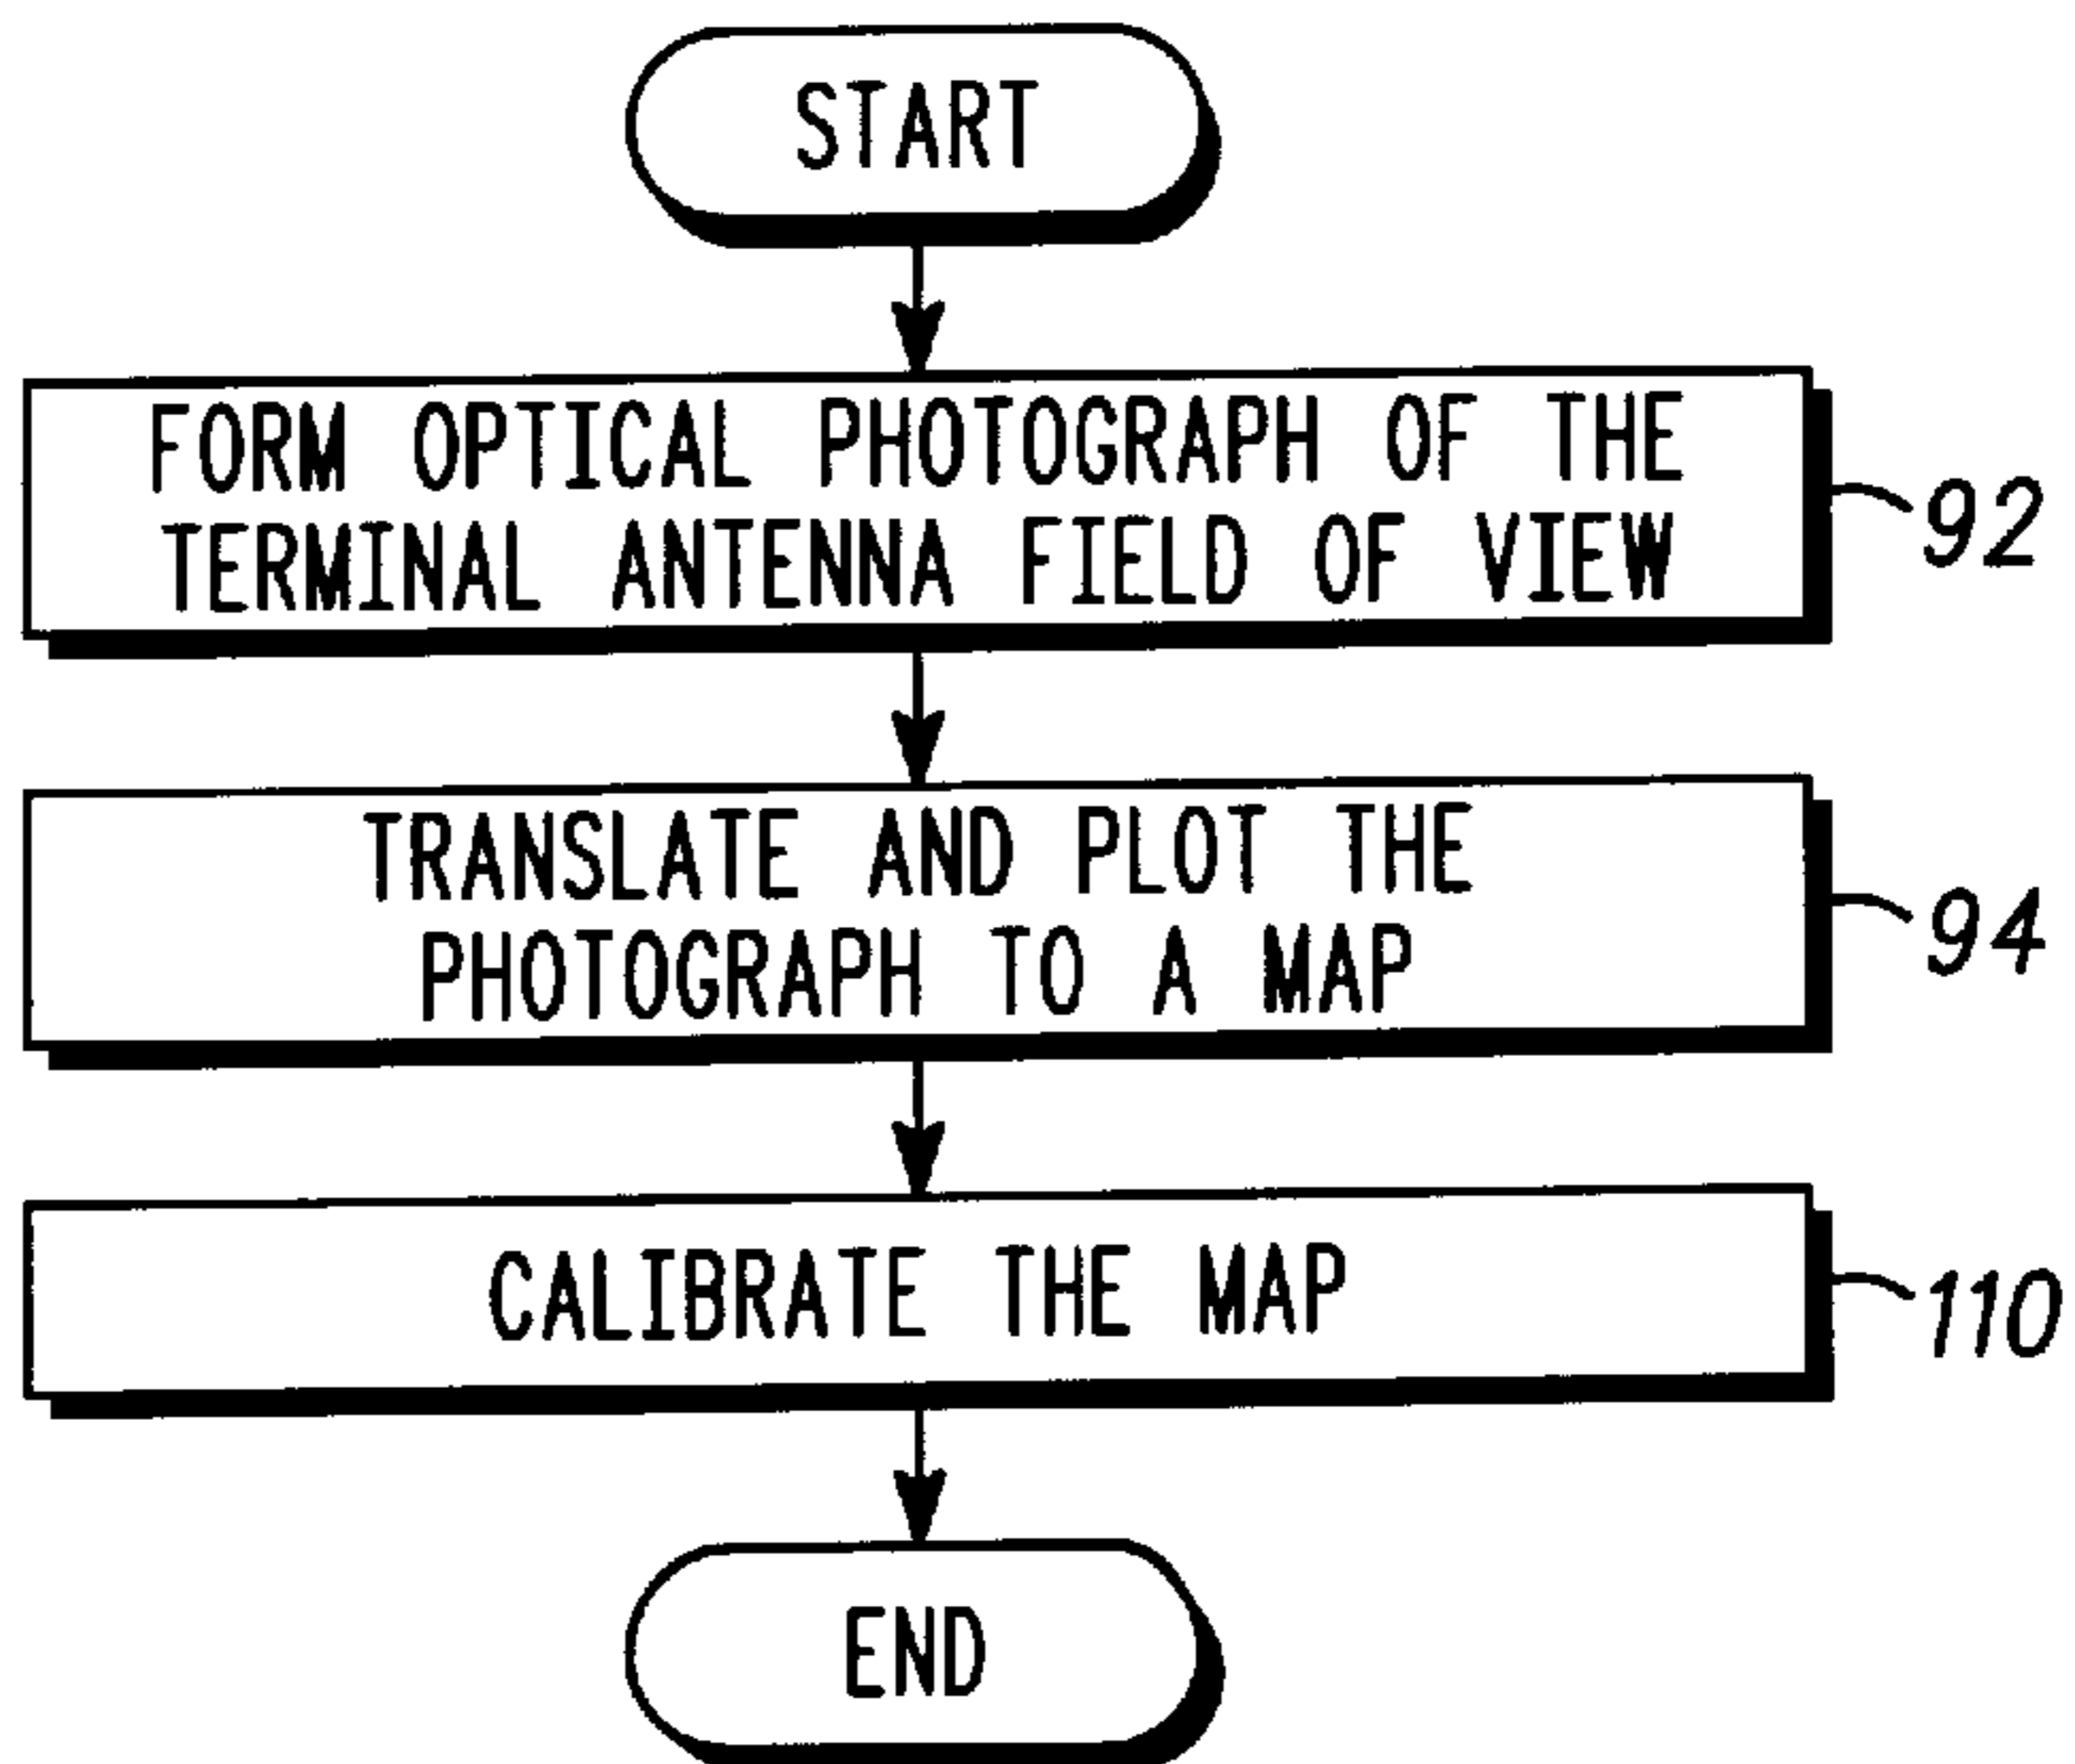 START
FORM OPTICAL PHOTOGRAPH OF THE
TERMINAL ANTENNA FIELD OF VIEW
92
TRANSLATE AND PLOT THE
PHOTOGRAPH TO A MAP
94
CALIBRATE THE MAP
110
END